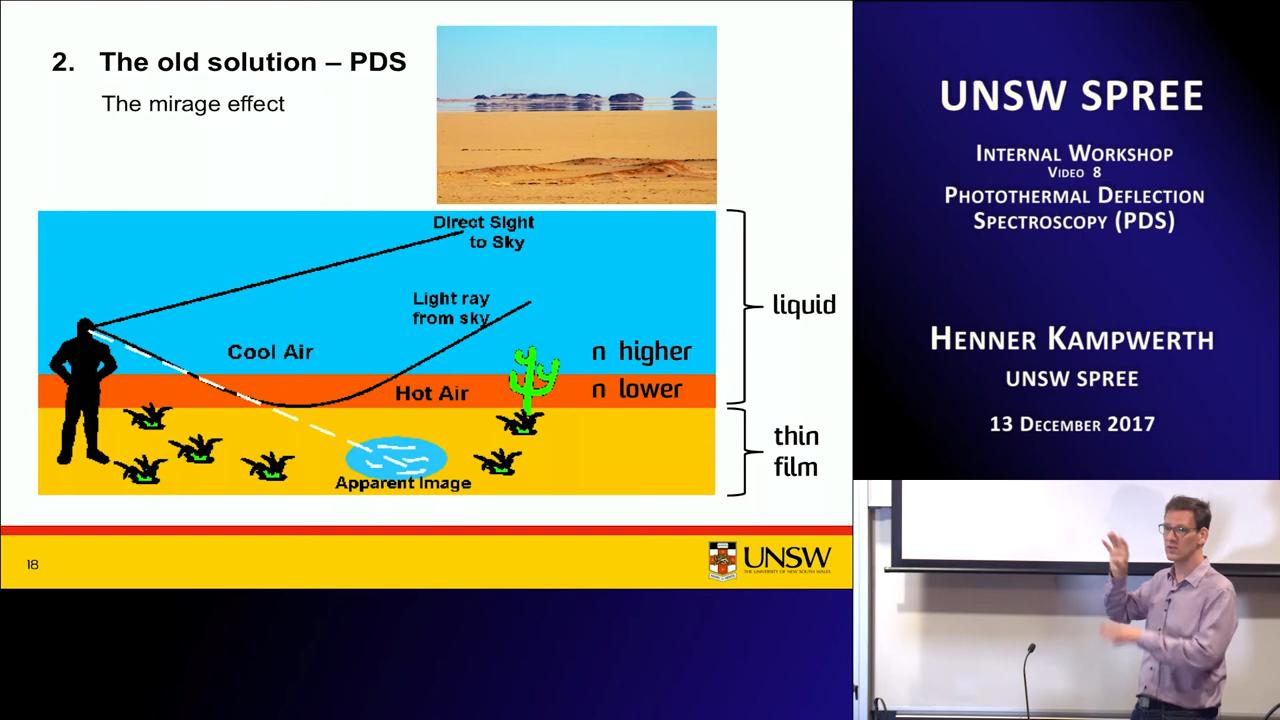 2. The old solution – PDS
The mirage effect
Direct Sight
to Sky
Light ray
from sky
Cool Air
n higher
Hot Air
n lower
Apparent Image
liquid
thin
film
18
UNSW
THE UNIVERSITY OF NEW SOUTH WALES
UNSW SPREE
Internal Workshop
Video 8
Photothermal Deflection
Spectroscopy (PDS)
Henner Kampwerth
UNSW SPREE
13 December 2017